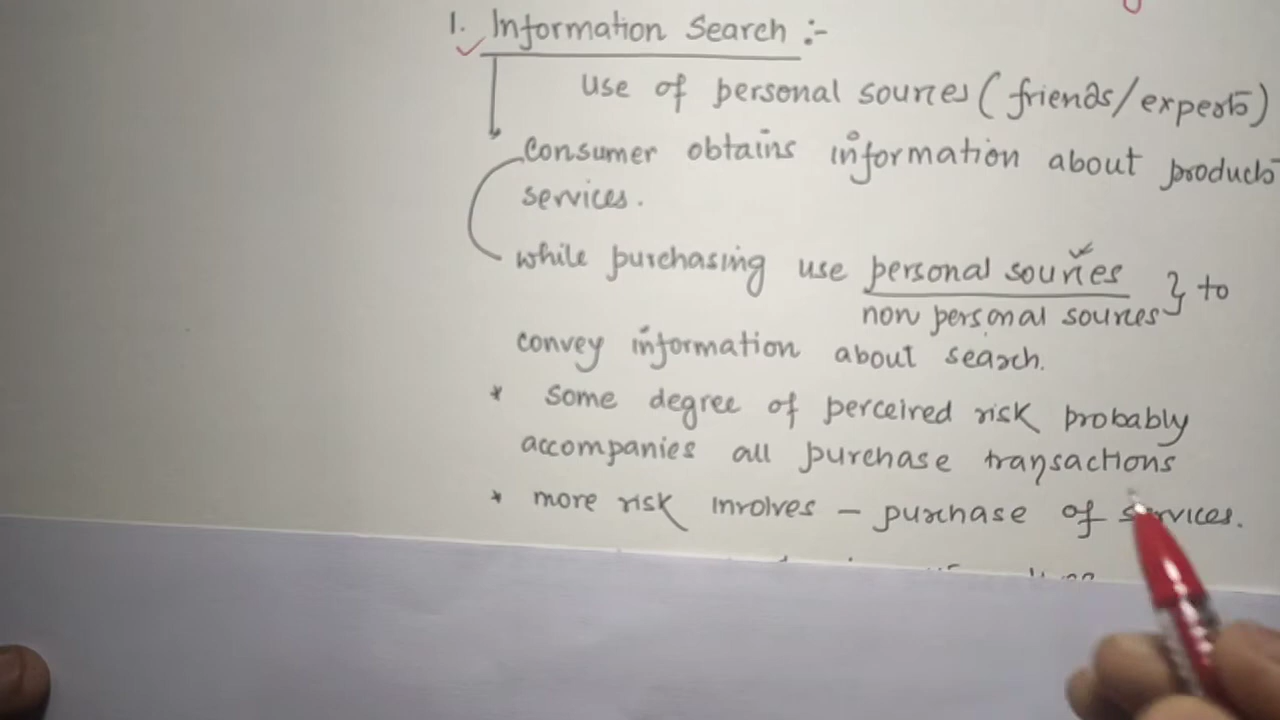 1. Information Search :-
use of personal sources (friends/experts)
consumer obtains information about products
services.
while purchasing use personal sources } to
non personal sources
convey information about search.
* some degree of perceived risk probably
accompanies all purchase transactions
* more risk involves - purchase of services.